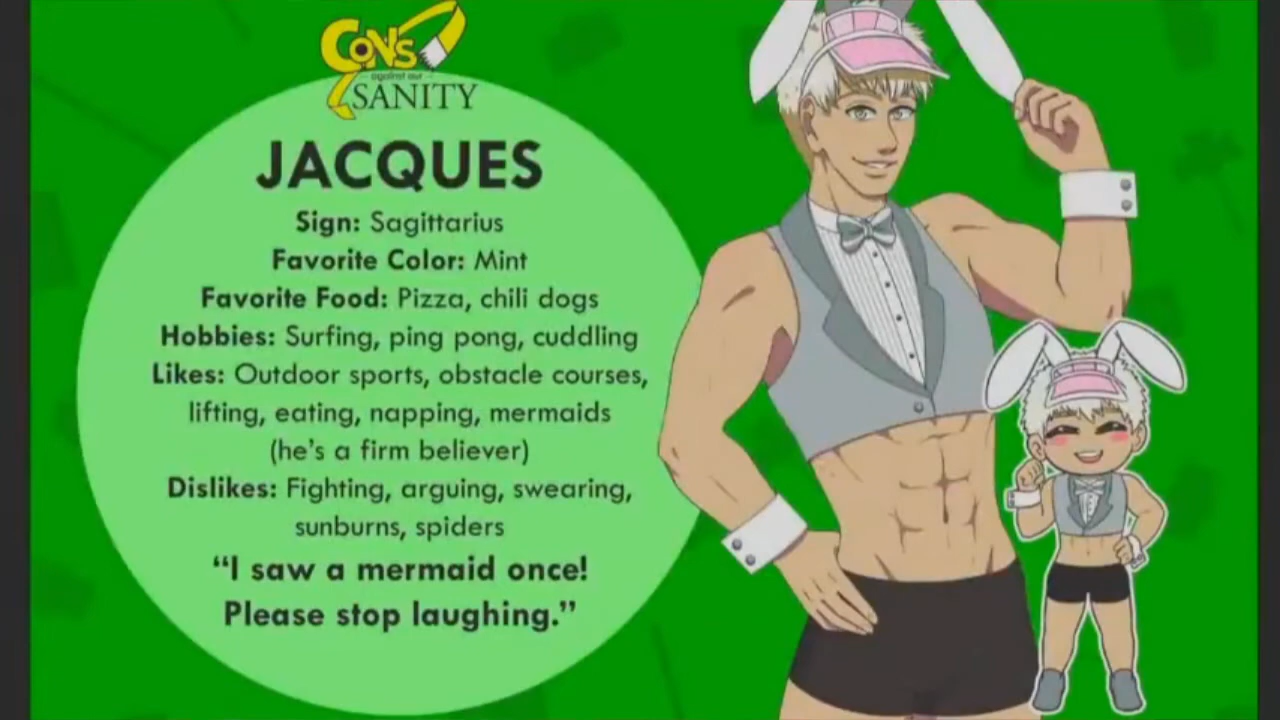 CONS
against our
SANITY
JACQUES
Sign: Sagittarius
Favorite Color: Mint
Favorite Food: Pizza, chili dogs
Hobbies: Surfing, ping pong, cuddling
Likes: Outdoor sports, obstacle courses,
lifting, eating, napping, mermaids
(he's a firm believer)
Dislikes: Fighting, arguing, swearing,
sunburns, spiders
“I saw a mermaid once!
Please stop laughing.”